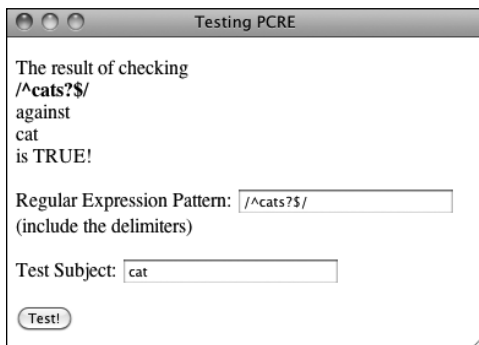 Testing PCRE
The result of checking
/^cats?$/
against
cat
is TRUE!
Regular Expression Pattern: /^cats?$/
(include the delimiters)
Test Subject: cat
Test!